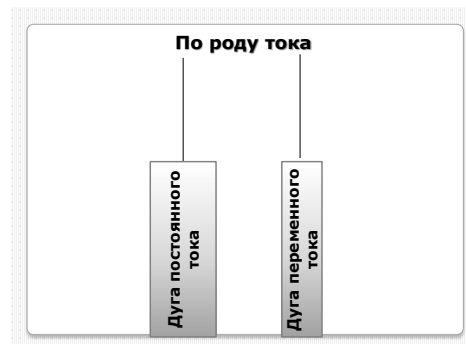 По роду тока
Дуга постоянного
тока
Дуга переменного
тока